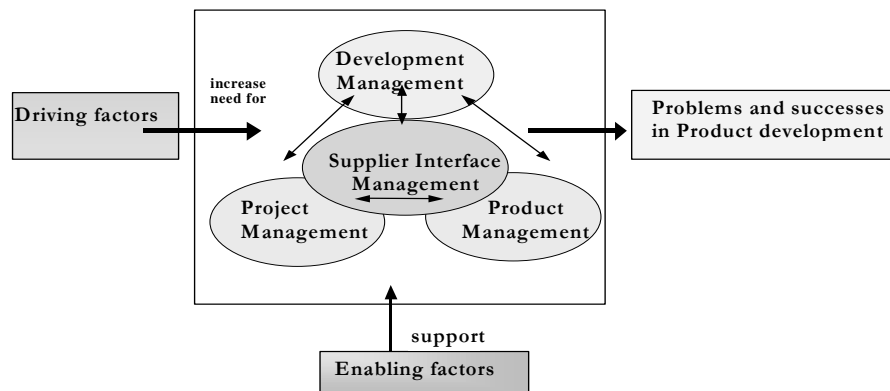 Development
Management
increase
need for
Driving factors
Problems and successes
in Product development
Supplier Interface
Management
Project
Management
Product
Management
support
Enabling factors